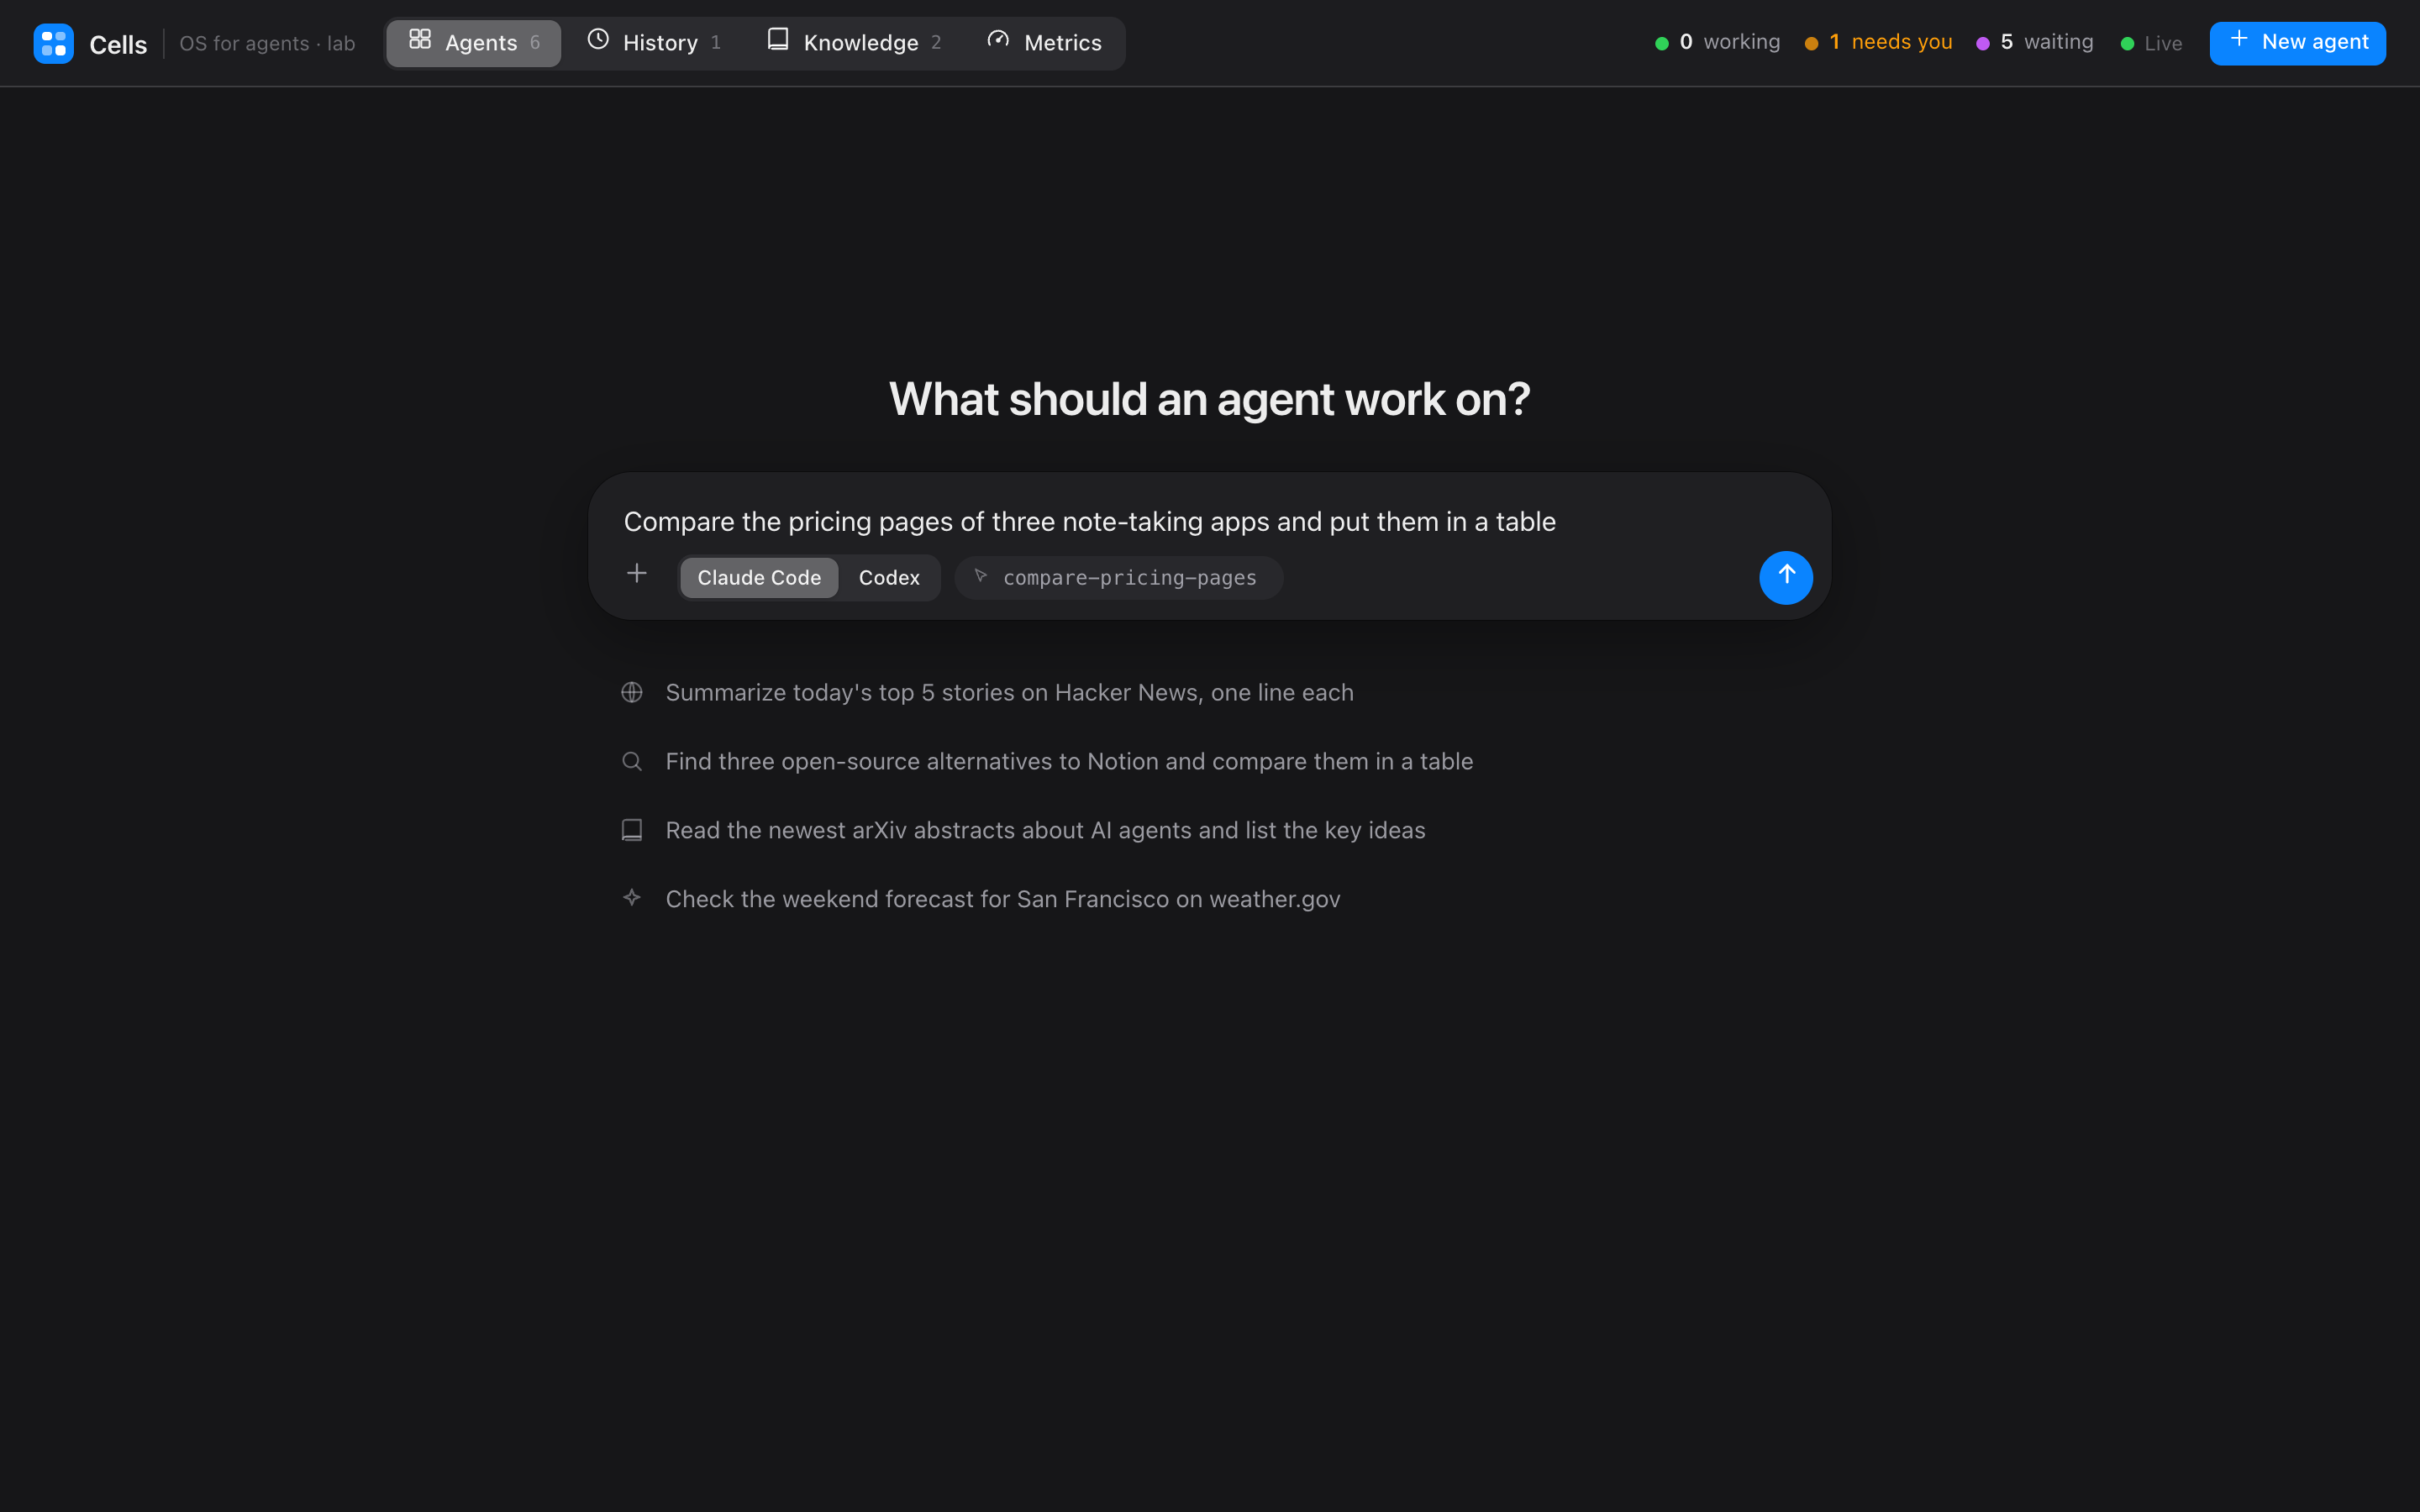 Cells OS for agents · lab Agents 6 History 1 Knowledge 2 Metrics 0 working 1 needs you 5 waiting Live New agent
What should an agent work on?
Compare the pricing pages of three note-taking apps and put them in a table
Claude Code Codex compare-pricing-pages
Summarize today's top 5 stories on Hacker News, one line each
Find three open-source alternatives to Notion and compare them in a table
Read the newest arXiv abstracts about AI agents and list the key ideas
Check the weekend forecast for San Francisco on weather.gov